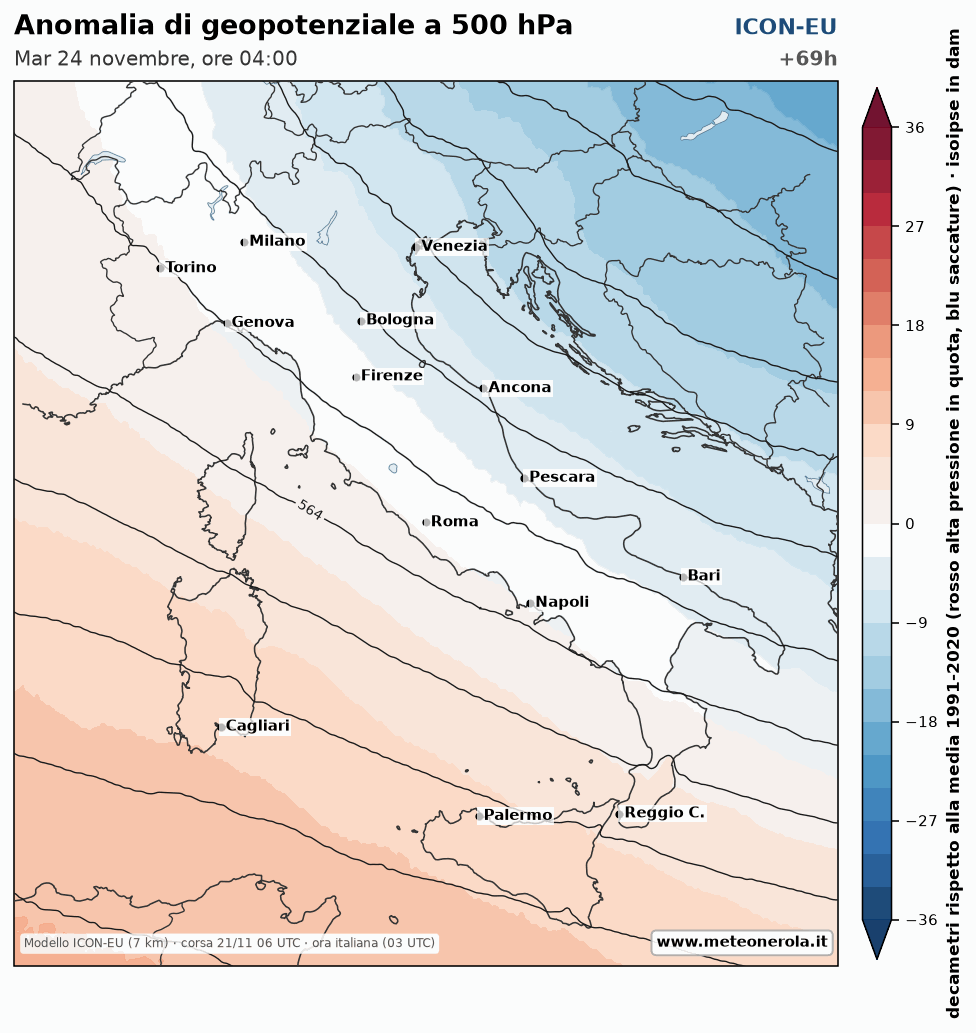 Anomalia di geopotenziale a 500 hPa
ICON-EU
Mar 24 novembre, ore 04:00
+69h
Milano
Venezia
Torino
Genova
Bologna
Firenze
Ancona
Pescara
564
Roma
Bari
Napoli
Cagliari
Palermo
Reggio C.
Modello ICON-EU (7 km) · corsa 21/11 06 UTC · ora italiana (03 UTC)
www.meteonerola.it
36
27
18
9
0
−9
−18
−27
−36
decametri rispetto alla media 1991-2020 (rosso alta pressione in quota, blu saccature) · isoipse in dam